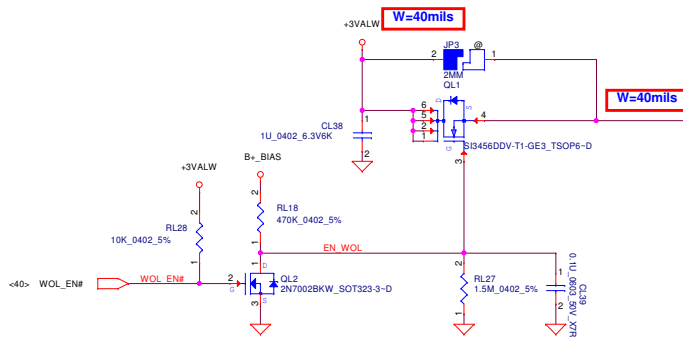 W=40mils
+3VALW
JP3
@
2
1
2MM
QL1
W=40mils
D
S
6
5
2
1
4
G
3
SI3456DDV-T1-GE3_TSOP6~D
1
CL38
1U_0402_6.3V6K
2
+3VALW
B+_BIAS
2
RL28
10K_0402_5%
1
2
RL18
470K_0402_5%
1
EN_WOL
<40>
WOL_EN#
WOL_EN#
2
G
1
D
S
3
QL2
2N7002BKW_SOT323-3~D
2
RL27
1.5M_0402_5%
1
1
2
CL39
0.1U_0603_50V_X7R